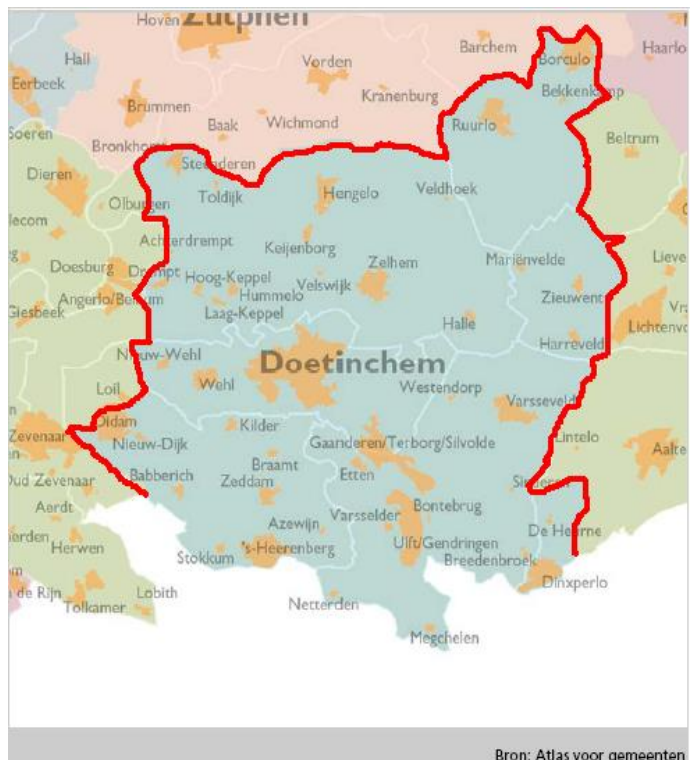 Hoven Zutphen
Barchem
Haarlo
Hall
Vorden
Borculo
Eerbeek
Kranenburg
Bekkenkamp
Brummen
Baak Wichmond
Ruurlo
Soeren
Bronkhorst
Beltrum
Steenderen
Dieren
Toldijk
Hengelo
Veldhoek
Olburgen
Achterdrempt
Keijenborg
Mariënvelde
Doesburg
Drempt
Hoog-Keppel
Zelhem
Velswijk
Hummelo
Angerlo/Beinum
Zieuwent
Giesbeek
Laag-Keppel
Halle
Harreveld
Nieuw-Wehl
Doetinchem
Loil
Wehl
Westendorp
Varsseveld
Didam
Kilder
Zevenaar
Nieuw-Dijk
Gaanderen/Terborg/Silvolde
Lintelo
Braamt
Aalten
Babberich
Zeddam
Etten
Oud Zevenaar
Aerdt
Bontebrug
Varsselder
Azewijn
De Heurne
Herwen
's-Heerenberg
Ulft/Gendringen
Stokkum
Breedenbroek
Dinxperlo
de Rijn
Tolkamer
Lobith
Netterden
Megchelen
Bron: Atlas voor gemeenten